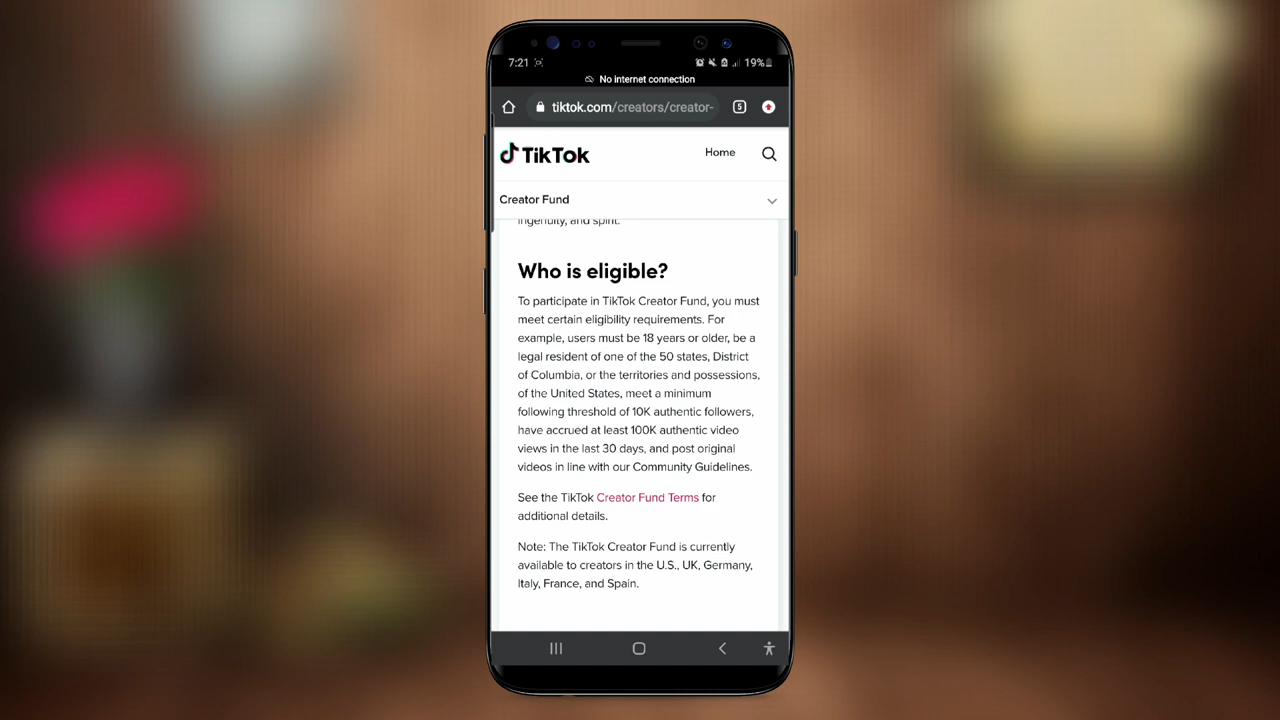 7:21 19%
No internet connection
tiktok.com/creators/creator- 5
TikTok Home
Creator Fund
ingenuity, and spirit.
Who is eligible?
To participate in TikTok Creator Fund, you must
meet certain eligibility requirements. For
example, users must be 18 years or older, be a
legal resident of one of the 50 states, District
of Columbia, or the territories and possessions,
of the United States, meet a minimum
following threshold of 10K authentic followers,
have accrued at least 100K authentic video
views in the last 30 days, and post original
videos in line with our Community Guidelines.
See the TikTok Creator Fund Terms for
additional details.
Note: The TikTok Creator Fund is currently
available to creators in the U.S., UK, Germany,
Italy, France, and Spain.